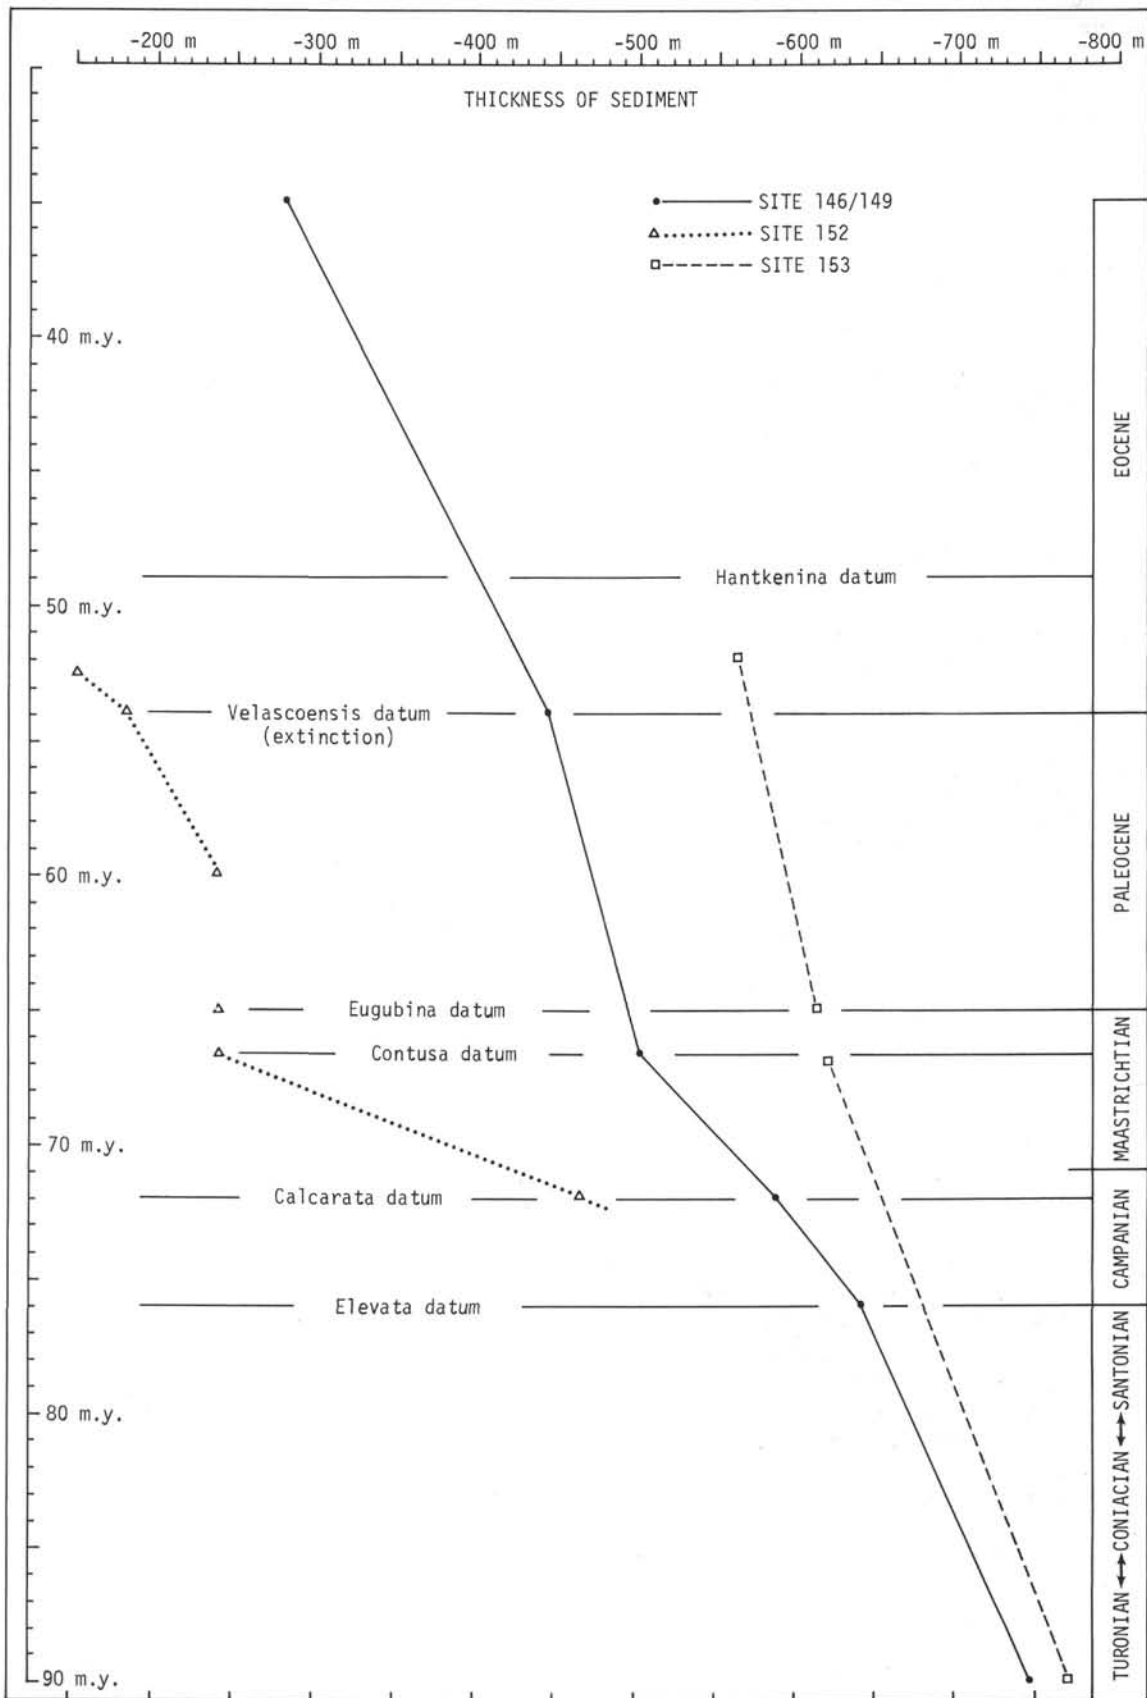 -200 m -300 m -400 m -500 m -600 m -700 m -800 m
THICKNESS OF SEDIMENT
SITE 146/149
SITE 152
SITE 153
40 m.y.
EOCENE
Hantkenina datum
50 m.y.
Velascoensis datum
(extinction)
60 m.y.
PALEOCENE
Eugubina datum
Contusa datum
MAASTRICHTIAN
70 m.y.
Calcarata datum
CAMPANIAN
Elevata datum
80 m.y.
TURONIAN↔CONIACIAN↔SANTONIAN
90 m.y.